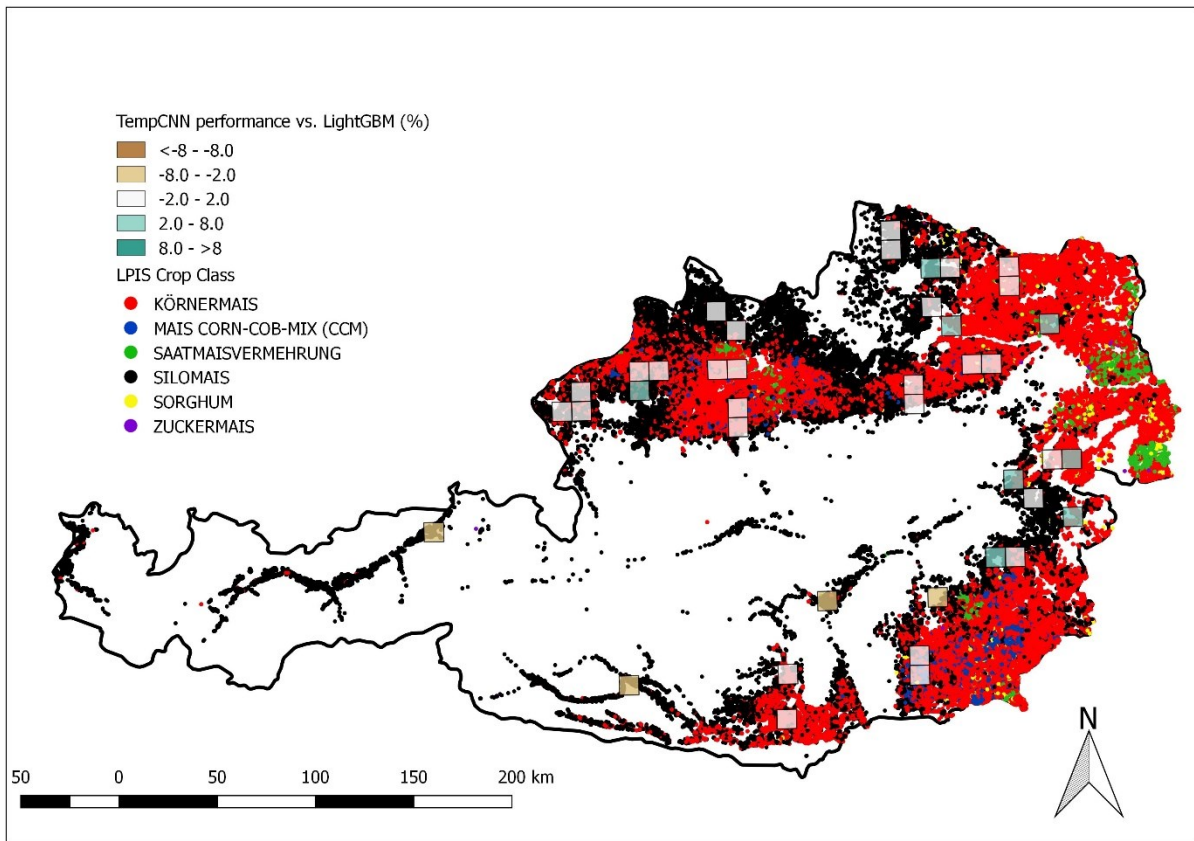 TempCNN performance vs. LightGBM (%)
<-8 - -8.0
-8.0 - -2.0
-2.0 - 2.0
2.0 - 8.0
8.0 - >8
LPIS Crop Class
KÖRNERMAIS
MAIS CORN-COB-MIX (CCM)
SAATMAISVERMEHRUNG
SILOMAIS
SORGHUM
ZUCKERMAIS
N
50 0 50 100 150 200 km